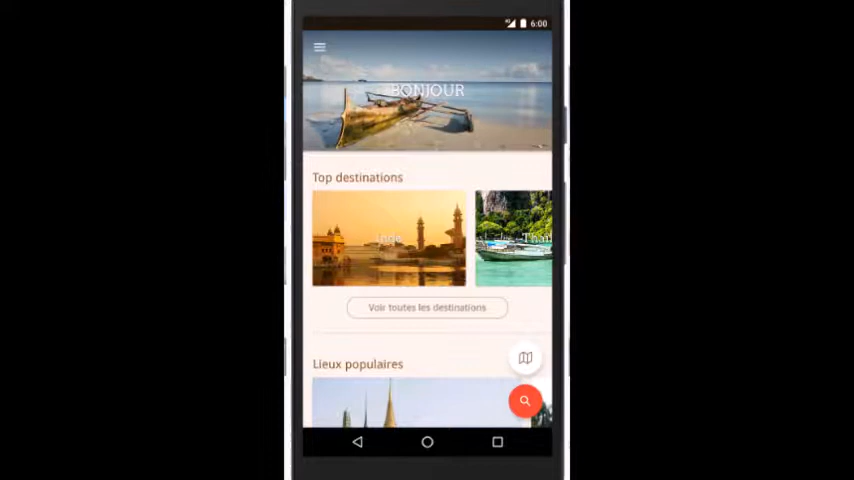 6:00
BONJOUR
Top destinations
Inde
Voir toutes les destinations
Lieux populaires